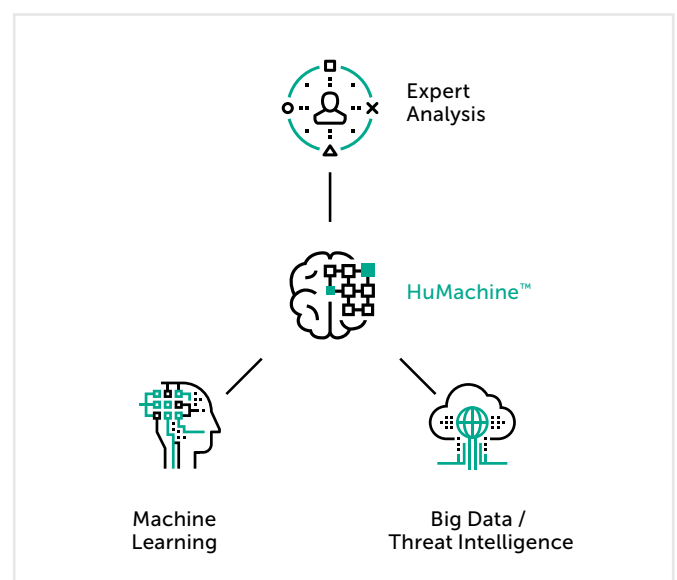 Expert
Analysis
HuMachine™
Machine
Learning
Big Data /
Threat Intelligence